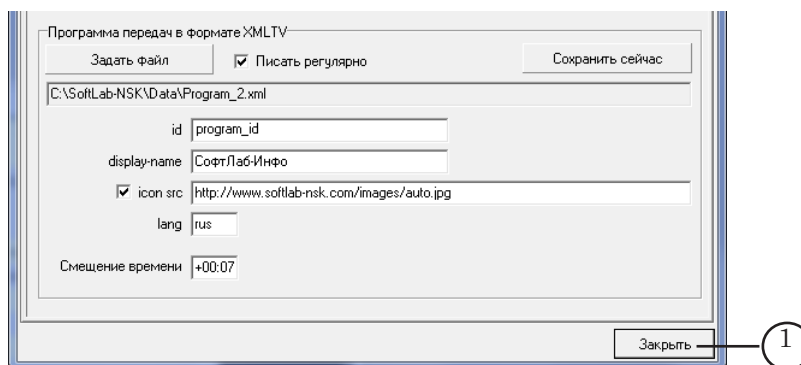 Программа передач в формате XMLTV
Задать файл
Писать регулярно
Сохранить сейчас
C:\SoftLab-NSK\Data\Program_2.xml
id program_id
display-name СофтЛаб-Инфо
icon src http://www.softlab-nsk.com/images/auto.jpg
lang rus
Смещение времени +00:07
Закрыть
1